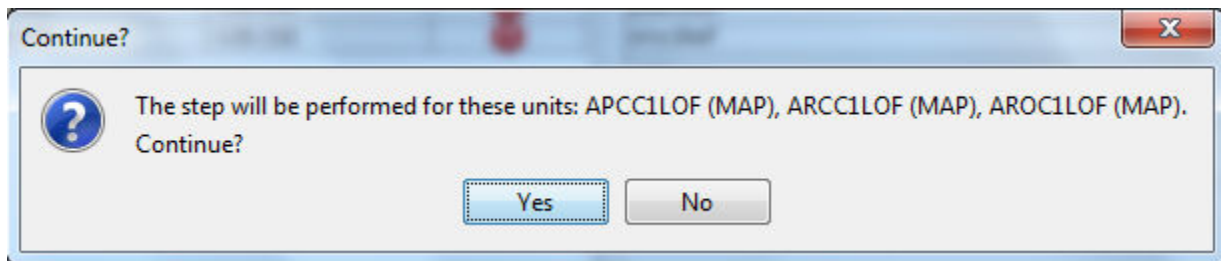 Continue?
The step will be performed for these units: APCC1LOF (MAP), ARCC1LOF (MAP), AROC1LOF (MAP).
Continue?
Yes
No